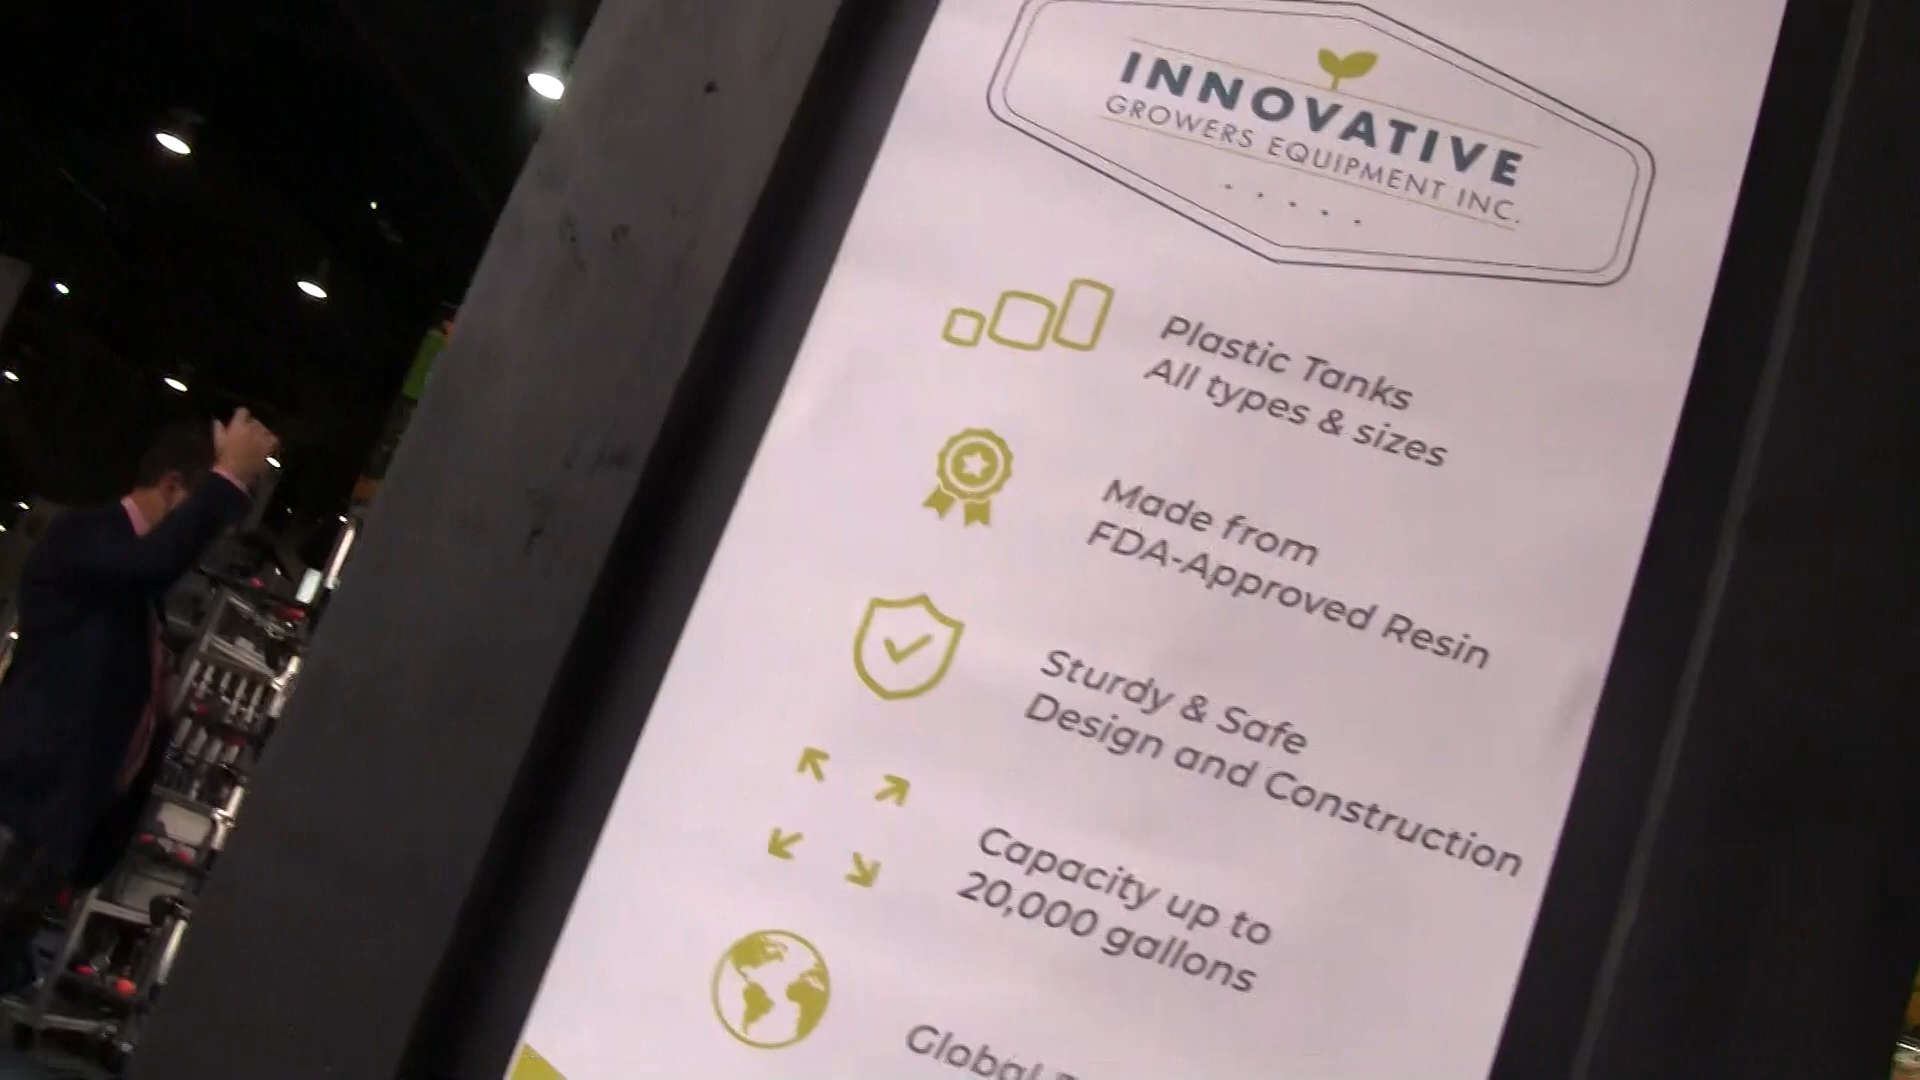 INNOVATIVE
GROWERS EQUIPMENT INC.
Plastic Tanks
All types & sizes
Made from
FDA-Approved Resin
Sturdy & Safe
Design and Construction
Capacity up to
20,000 gallons
Global